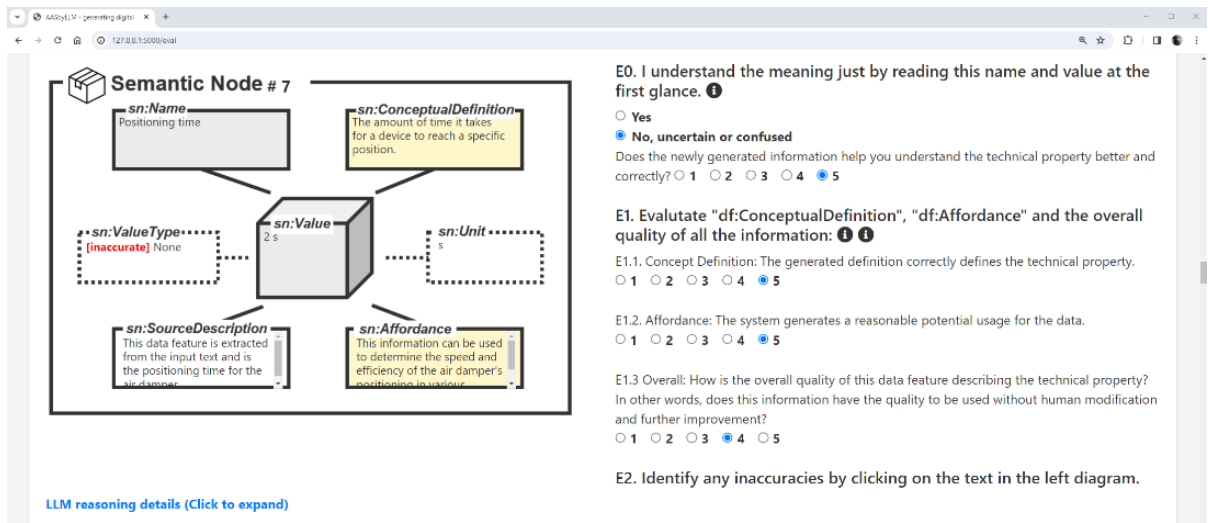 AASbyLLM - generating digital
127.0.0.1:5000/eval
Semantic Node # 7
sn:Name
Positioning time
sn:ConceptualDefinition
The amount of time it takes
for a device to reach a specific
position.
sn:ValueType
[inaccurate] None
sn:Value
2 s
sn:Unit
s
sn:SourceDescription
This data feature is extracted
from the input text and is
the positioning time for the
air damper
sn:Affordance
This information can be used
to determine the speed and
efficiency of the air damper's
positioning in various
LLM reasoning details (Click to expand)
E0. I understand the meaning just by reading this name and value at the
first glance.
Yes
No, uncertain or confused
Does the newly generated information help you understand the technical property better and
correctly? 1 2 3 4 5
E1. Evalutate "df:ConceptualDefinition", "df:Affordance" and the overall
quality of all the information:
E1.1. Concept Definition: The generated definition correctly defines the technical property.
1 2 3 4 5
E1.2. Affordance: The system generates a reasonable potential usage for the data.
1 2 3 4 5
E1.3 Overall: How is the overall quality of this data feature describing the technical property?
In other words, does this information have the quality to be used without human modification
and further improvement?
1 2 3 4 5
E2. Identify any inaccuracies by clicking on the text in the left diagram.